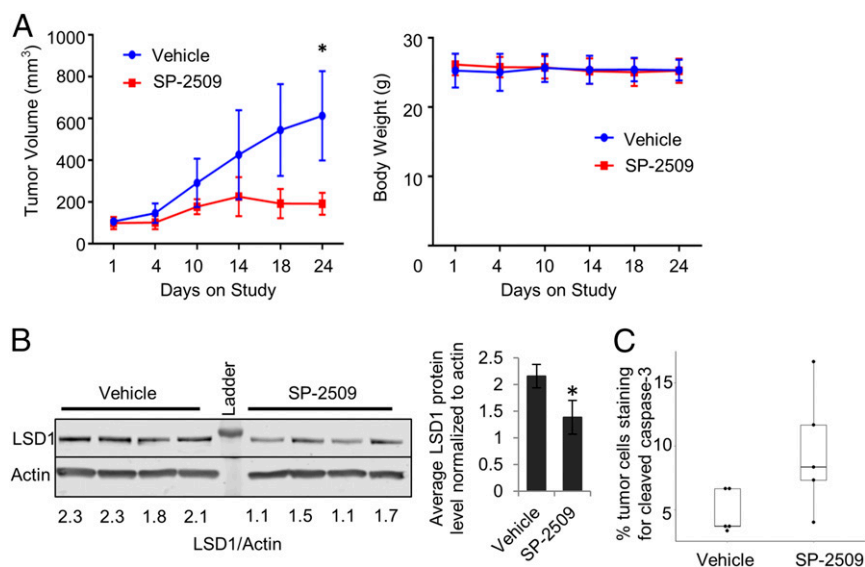 A
1000
800
600
400
200
0
Tumor Volume (mm³)
Vehicle
SP-2509
*
1 4 10 14 18 24
Days on Study
30
20
10
0
Body Weight (g)
Vehicle
SP-2509
1 4 10 14 18 24
Days on Study
B
Vehicle
Ladder
SP-2509
LSD1
Actin
2.3 2.3 1.8 2.1 1.1 1.5 1.1 1.7
LSD1/Actin
Average LSD1 protein
level normalized to actin
2.5
2
1.5
1
0.5
0
*
Vehicle
SP-2509
C
% tumor cells staining
for cleaved caspase-3
15
10
5
Vehicle SP-2509